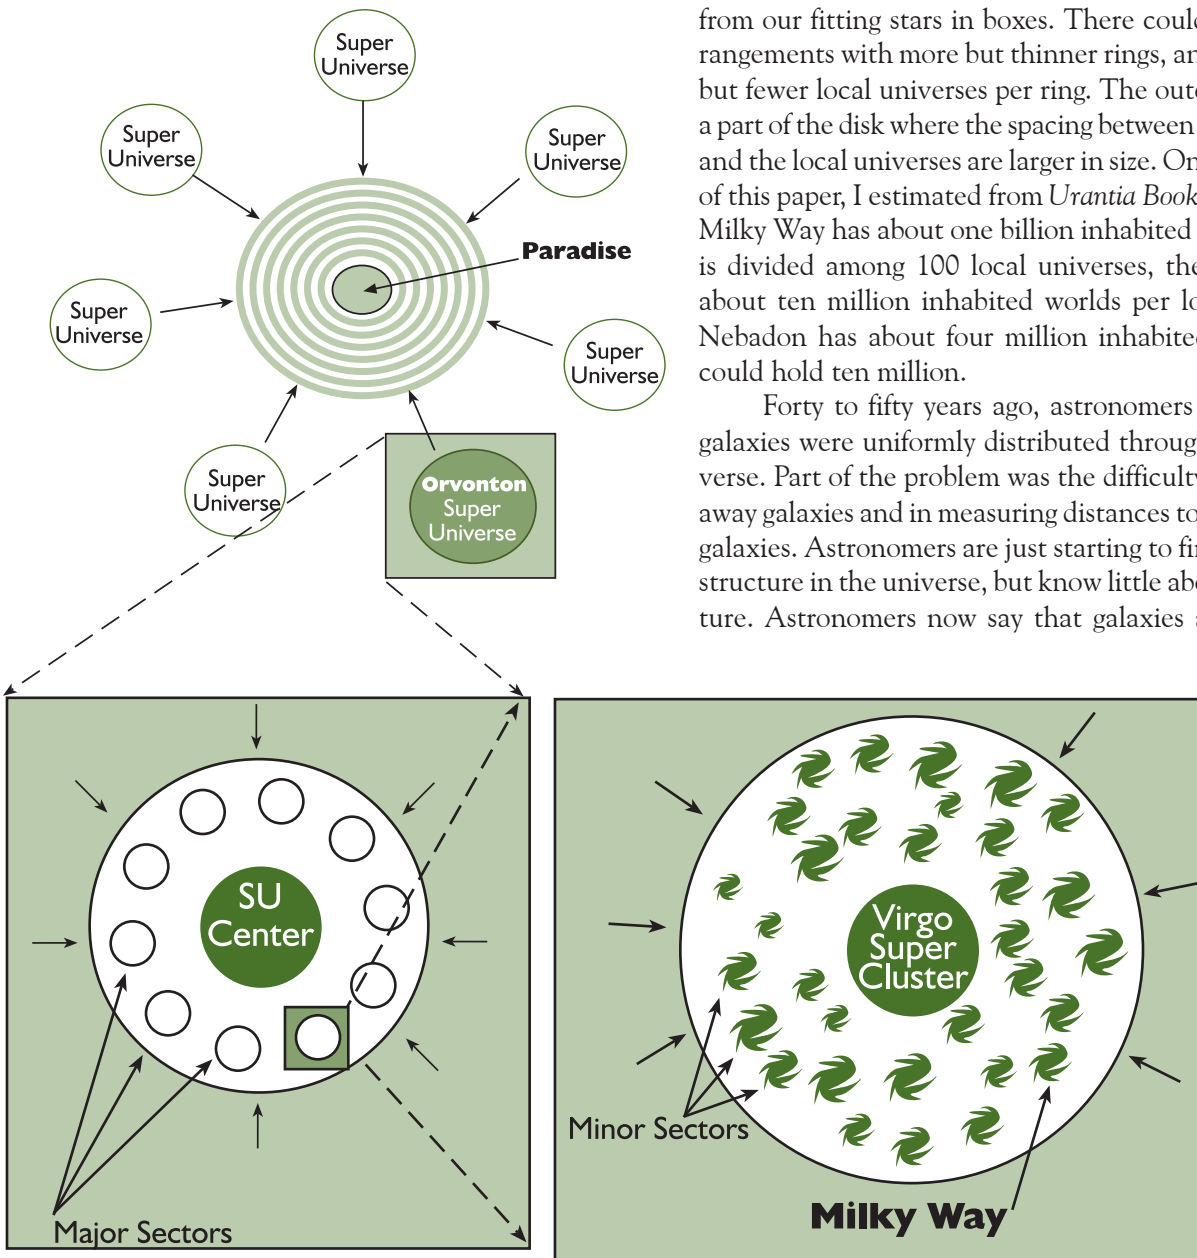 Super
Universe
Super
Universe
Super
Universe
Paradise
Super
Universe
Super
Universe
Super
Universe
Orvonton
Super
Universe
from our fitting stars in boxes. There could
rangements with more but thinner rings, an
but fewer local universes per ring. The oute
a part of the disk where the spacing between
and the local universes are larger in size. On
of this paper, I estimated from Urantia Book
Milky Way has about one billion inhabited
is divided among 100 local universes, the
about ten million inhabited worlds per lo
Nebadon has about four million inhabited
could hold ten million.
Forty to fifty years ago, astronomers
galaxies were uniformly distributed through
verse. Part of the problem was the difficulty
away galaxies and in measuring distances to
galaxies. Astronomers are just starting to fin
structure in the universe, but know little abo
ture. Astronomers now say that galaxies a
SU
Center
Major Sectors
Virgo
Super
Cluster
Minor Sectors
Milky Way